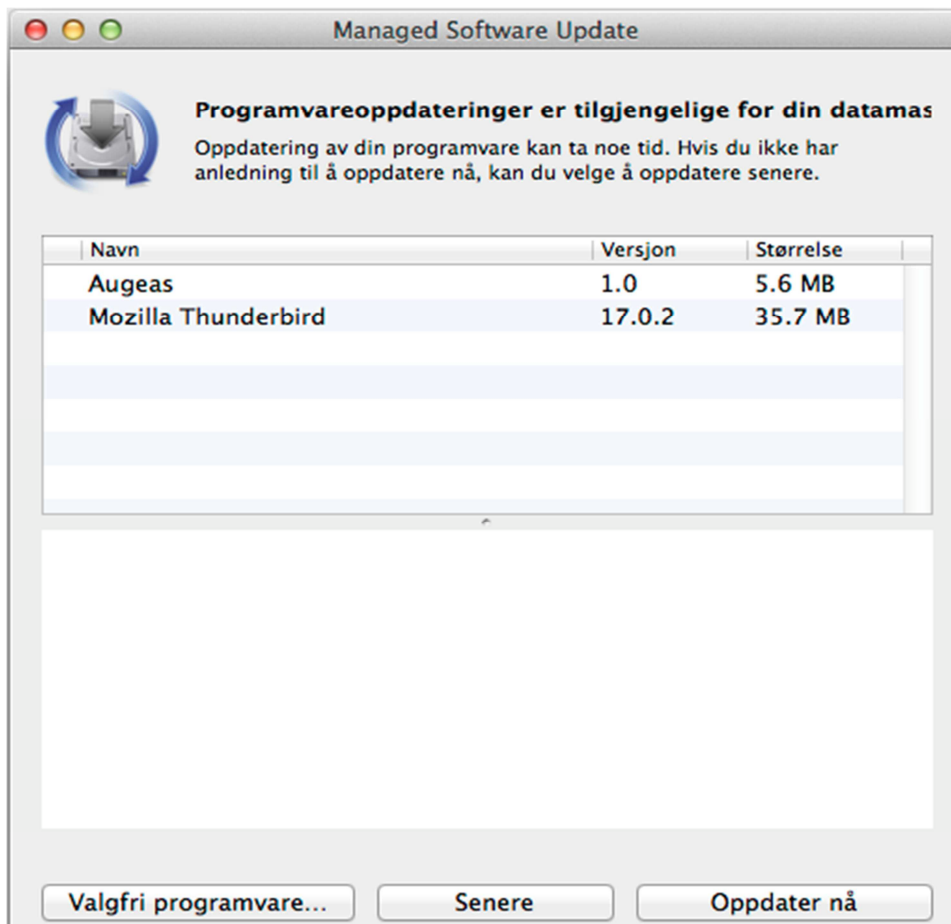 Managed Software Update
Programvareoppdateringer er tilgjengelige for din datamas
Oppdatering av din programvare kan ta noe tid. Hvis du ikke har
anledning til å oppdatere nå, kan du velge å oppdatere senere.
Navn Versjon Størrelse
Augeas 1.0 5.6 MB
Mozilla Thunderbird 17.0.2 35.7 MB
Valgfri programvare... Senere Oppdater nå